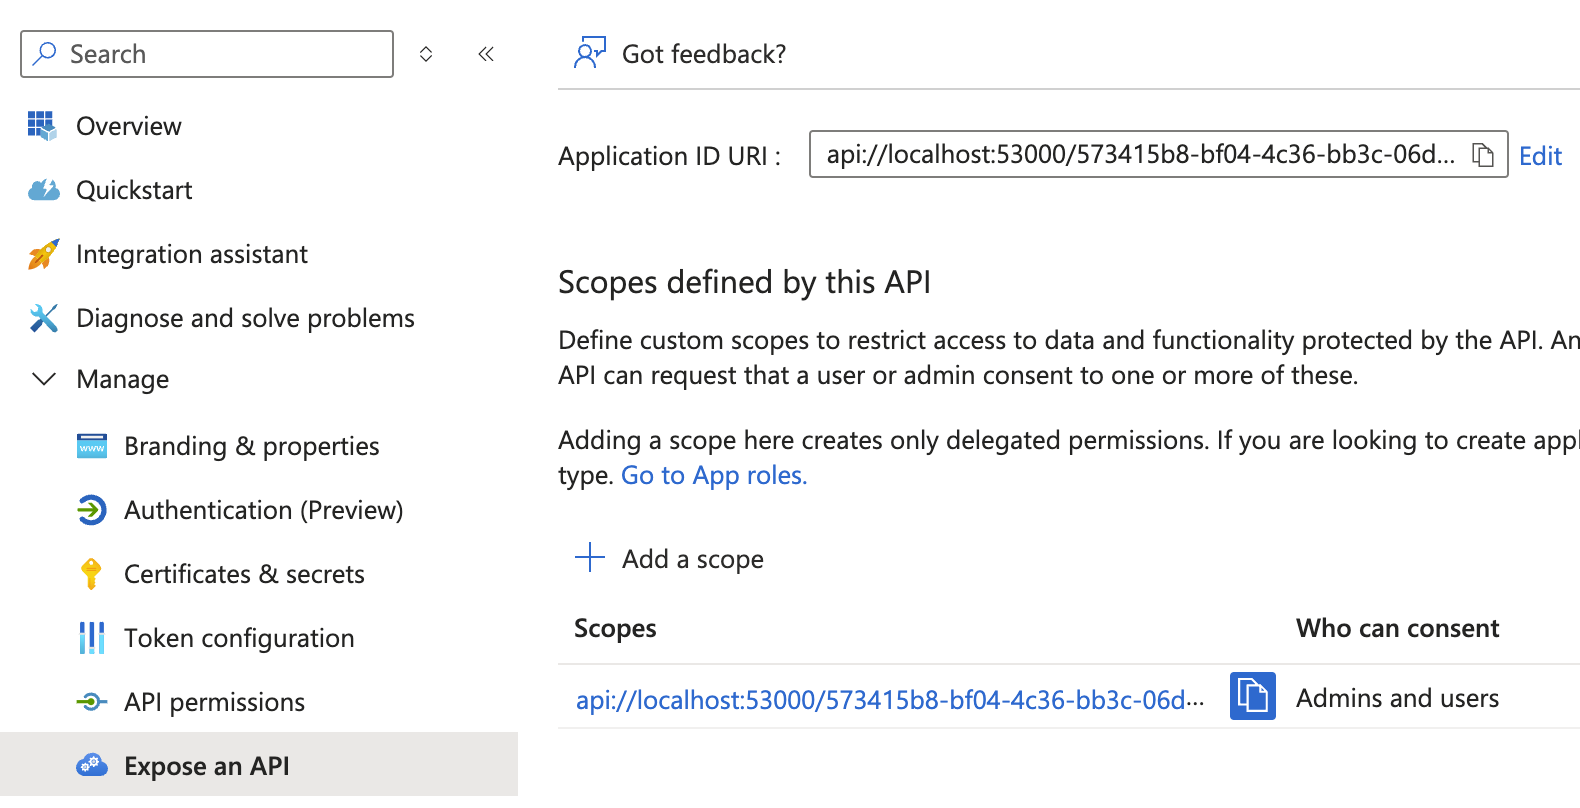 Search
Overview
Quickstart
Integration assistant
Diagnose and solve problems
Manage
Branding & properties
Authentication (Preview)
Certificates & secrets
Token configuration
API permissions
Expose an API
Got feedback?
Application ID URI :
api://localhost:53000/573415b8-bf04-4c36-bb3c-06d...
Edit
Scopes defined by this API
Define custom scopes to restrict access to data and functionality protected by the API. An
API can request that a user or admin consent to one or more of these.
Adding a scope here creates only delegated permissions. If you are looking to create appl
type. Go to App roles.
Add a scope
Scopes
Who can consent
api://localhost:53000/573415b8-bf04-4c36-bb3c-06d...
Admins and users